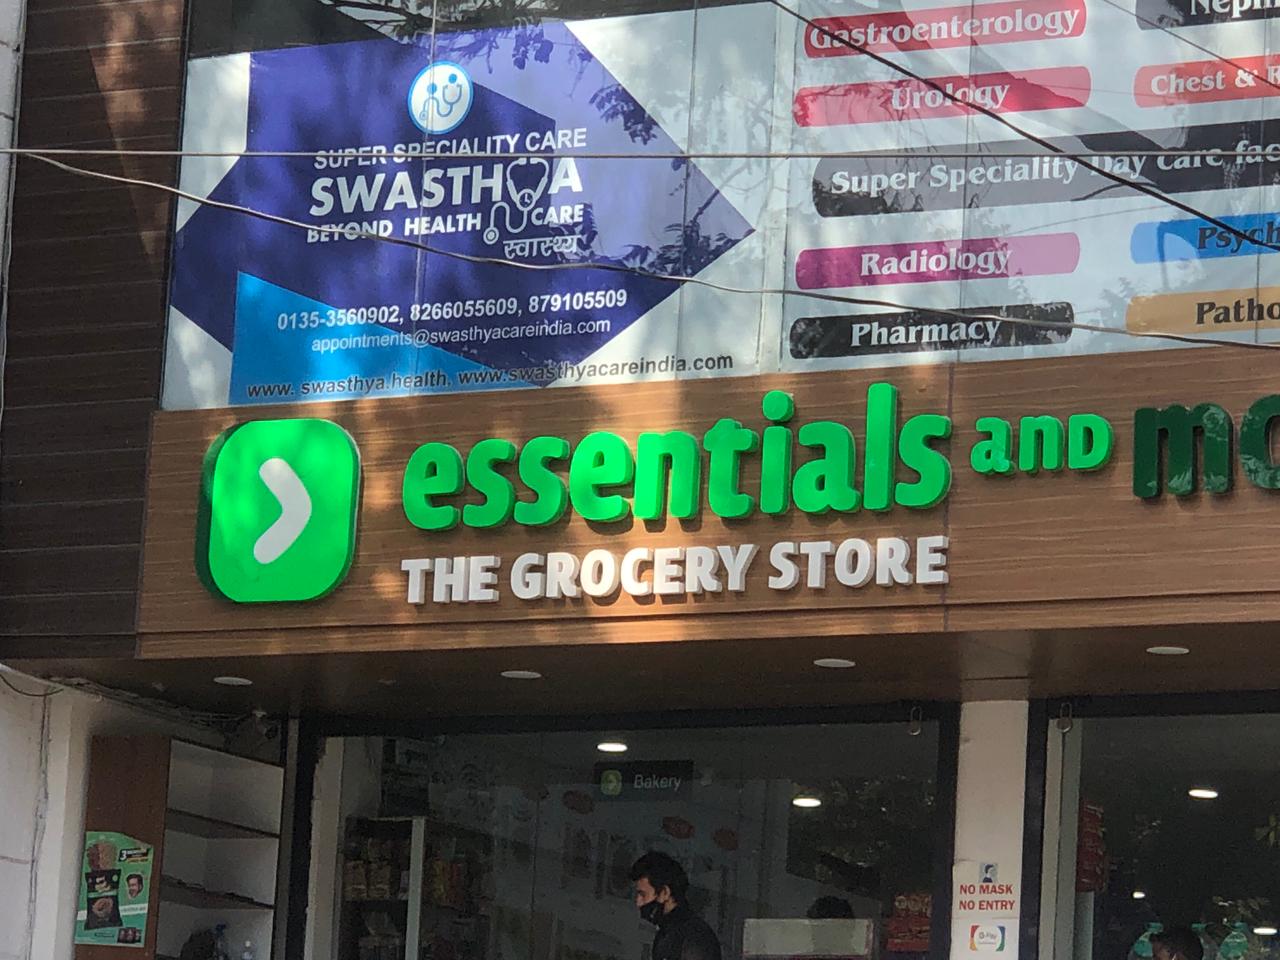 SUPER SPECIALITY CARE
SWASTHYA
BEYOND HEALTH CARE
स्वास्थ्य
0135-3560902, 8266055609, 879105509
appointments@swasthyacareindia.com
www. swasthya.health, www.swasthyacareindia.com
Gastroenterology
Urology
Chest &
Super Speciality Day Care
Radiology
Pharmacy
essentials AND
THE GROCERY STORE
Bakery
NO MASK
NO ENTRY
G Pay